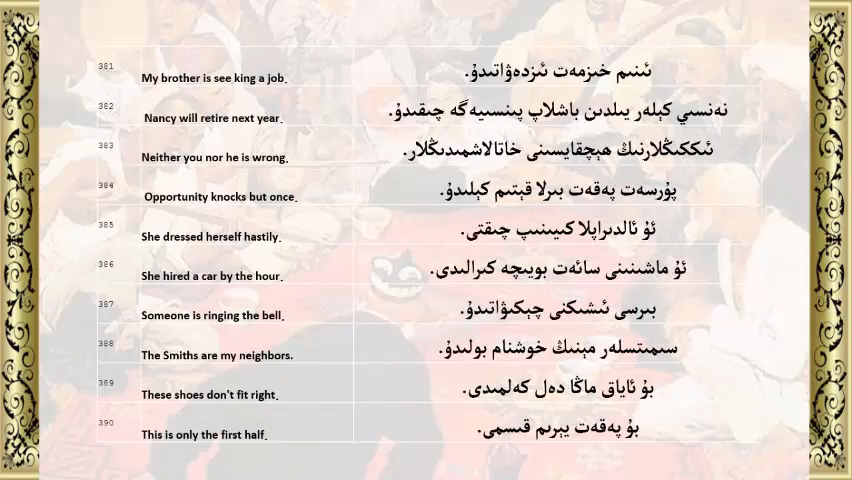 381 My brother is see king a job. ئىنىم خىزمەت ئىزدەۋاتىدۇ.
382 Nancy will retire next year. نەنسىي كېلەر يىلدىن باشلاپ پىنسىيەگە چىقىدۇ.
383 Neither you nor he is wrong. ئىككىڭلارنىڭ ھېچقايسىنى خاتالاشمىدىڭلار.
384 Opportunity knocks but once. پۇرسەت پەقەت بىرلا قېتىم كېلىدۇ.
385 She dressed herself hastily. ئۇ ئالدىراپلا كىيىنىپ چىقتى.
386 She hired a car by the hour. ئۇ ماشىنىنى سائەت بويىچە كىرالىدى.
387 Someone is ringing the bell. بىرسى ئىشىكنى چېكىۋاتىدۇ.
388 The Smiths are my neighbors. سىمىتسلەر مېنىڭ خوشنام بولىدۇ.
389 These shoes don't fit right. بۇ ئاياق ماڭا دەل كەلمىدى.
390 This is only the first half. بۇ پەقەت يېرىم قىسمى.